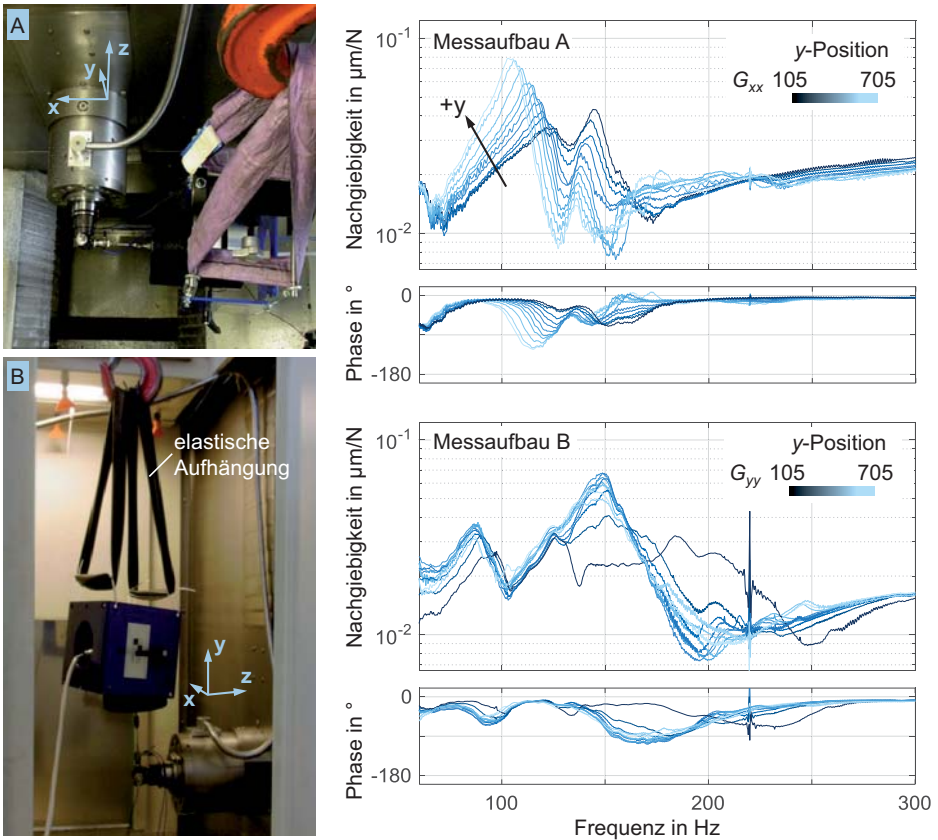 A
z
y
x
B
elastische
Aufhängung
y
x
z
Messaufbau A
y-Position
Gxx 105 705
+y
10⁻¹
10⁻²
Nachgiebigkeit in µm/N
0
-180
Phase in °
Messaufbau B
y-Position
Gyy 105 705
10⁻¹
10⁻²
Nachgiebigkeit in µm/N
0
-180
Phase in °
100 200 300
Frequenz in Hz